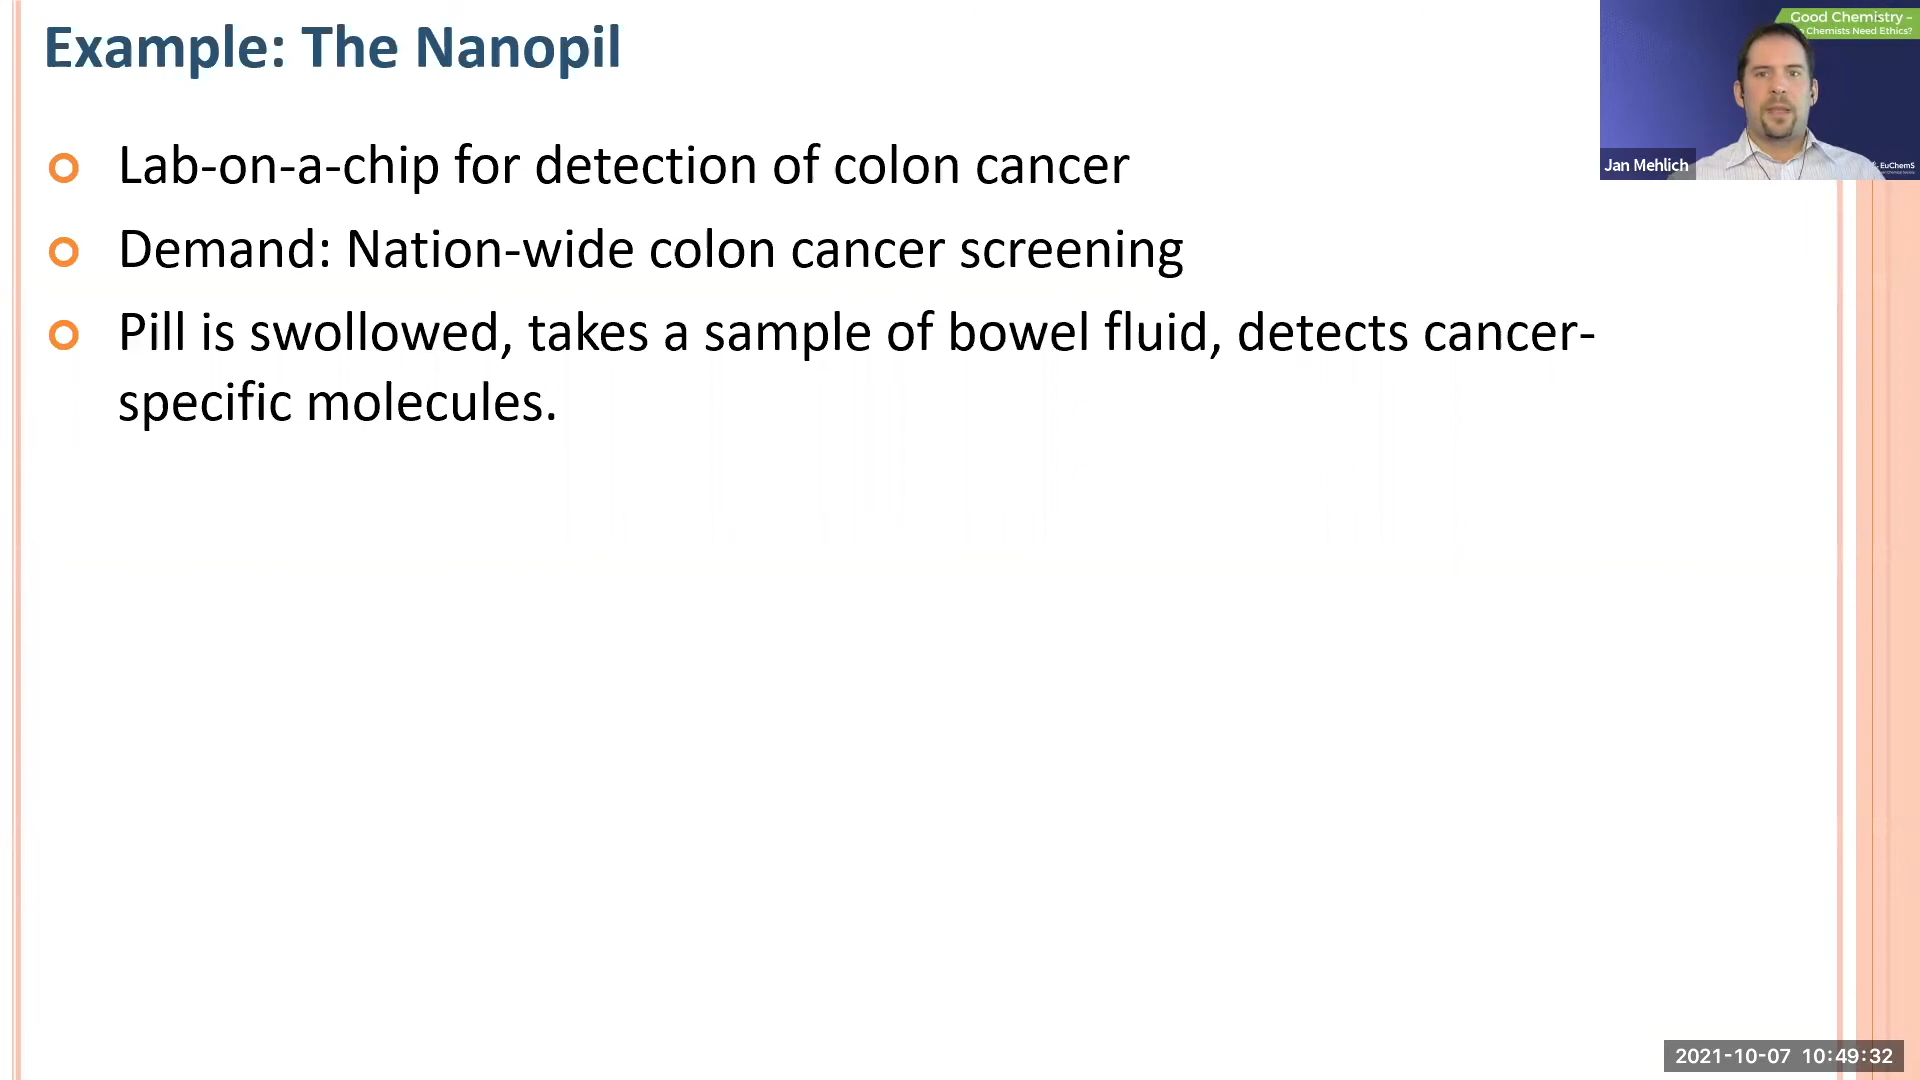 Example: The Nanopil
Good Chemistry –
Chemists Need Ethics?
Lab-on-a-chip for detection of colon cancer
Jan Mehlich
EuChemS
Demand: Nation-wide colon cancer screening
Pill is swollowed, takes a sample of bowel fluid, detects cancer-
specific molecules.
2021-10-07 10:49:32